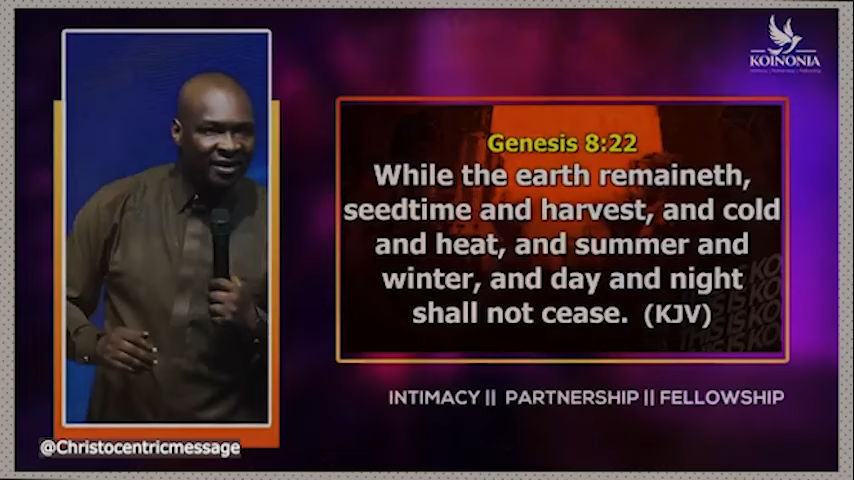 KOINONIA
Genesis 8:22
While the earth remaineth,
seedtime and harvest, and cold
and heat, and summer and
winter, and day and night
shall not cease. (KJV)
INTIMACY || PARTNERSHIP || FELLOWSHIP
@Christocentricmessage